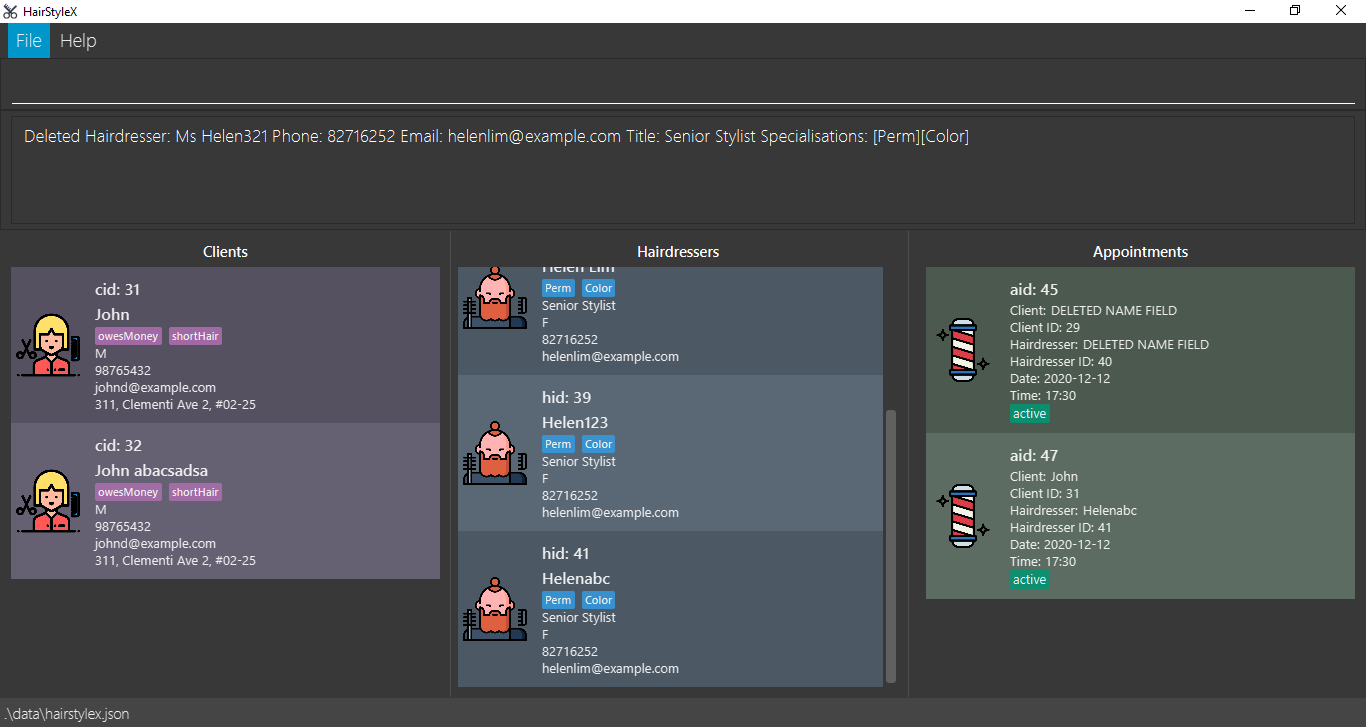 HairStyleX
File Help
Deleted Hairdresser: Ms Helen321 Phone: 82716252 Email: helenlim@example.com Title: Senior Stylist Specialisations: [Perm][Color]
Clients
cid: 31
John
owesMoney shortHair
M
98765432
johnd@example.com
311, Clementi Ave 2, #02-25
cid: 32
John abacsadsa
owesMoney shortHair
M
98765432
johnd@example.com
311, Clementi Ave 2, #02-25
Hairdressers
Helen Lim
Perm Color
Senior Stylist
F
82716252
helenlim@example.com
hid: 39
Helen123
Perm Color
Senior Stylist
F
82716252
helenlim@example.com
hid: 41
Helenabc
Perm Color
Senior Stylist
F
82716252
helenlim@example.com
Appointments
aid: 45
Client: DELETED NAME FIELD
Client ID: 29
Hairdresser: DELETED NAME FIELD
Hairdresser ID: 40
Date: 2020-12-12
Time: 17:30
active
aid: 47
Client: John
Client ID: 31
Hairdresser: Helenabc
Hairdresser ID: 41
Date: 2020-12-12
Time: 17:30
active
.\data\hairstylex.json